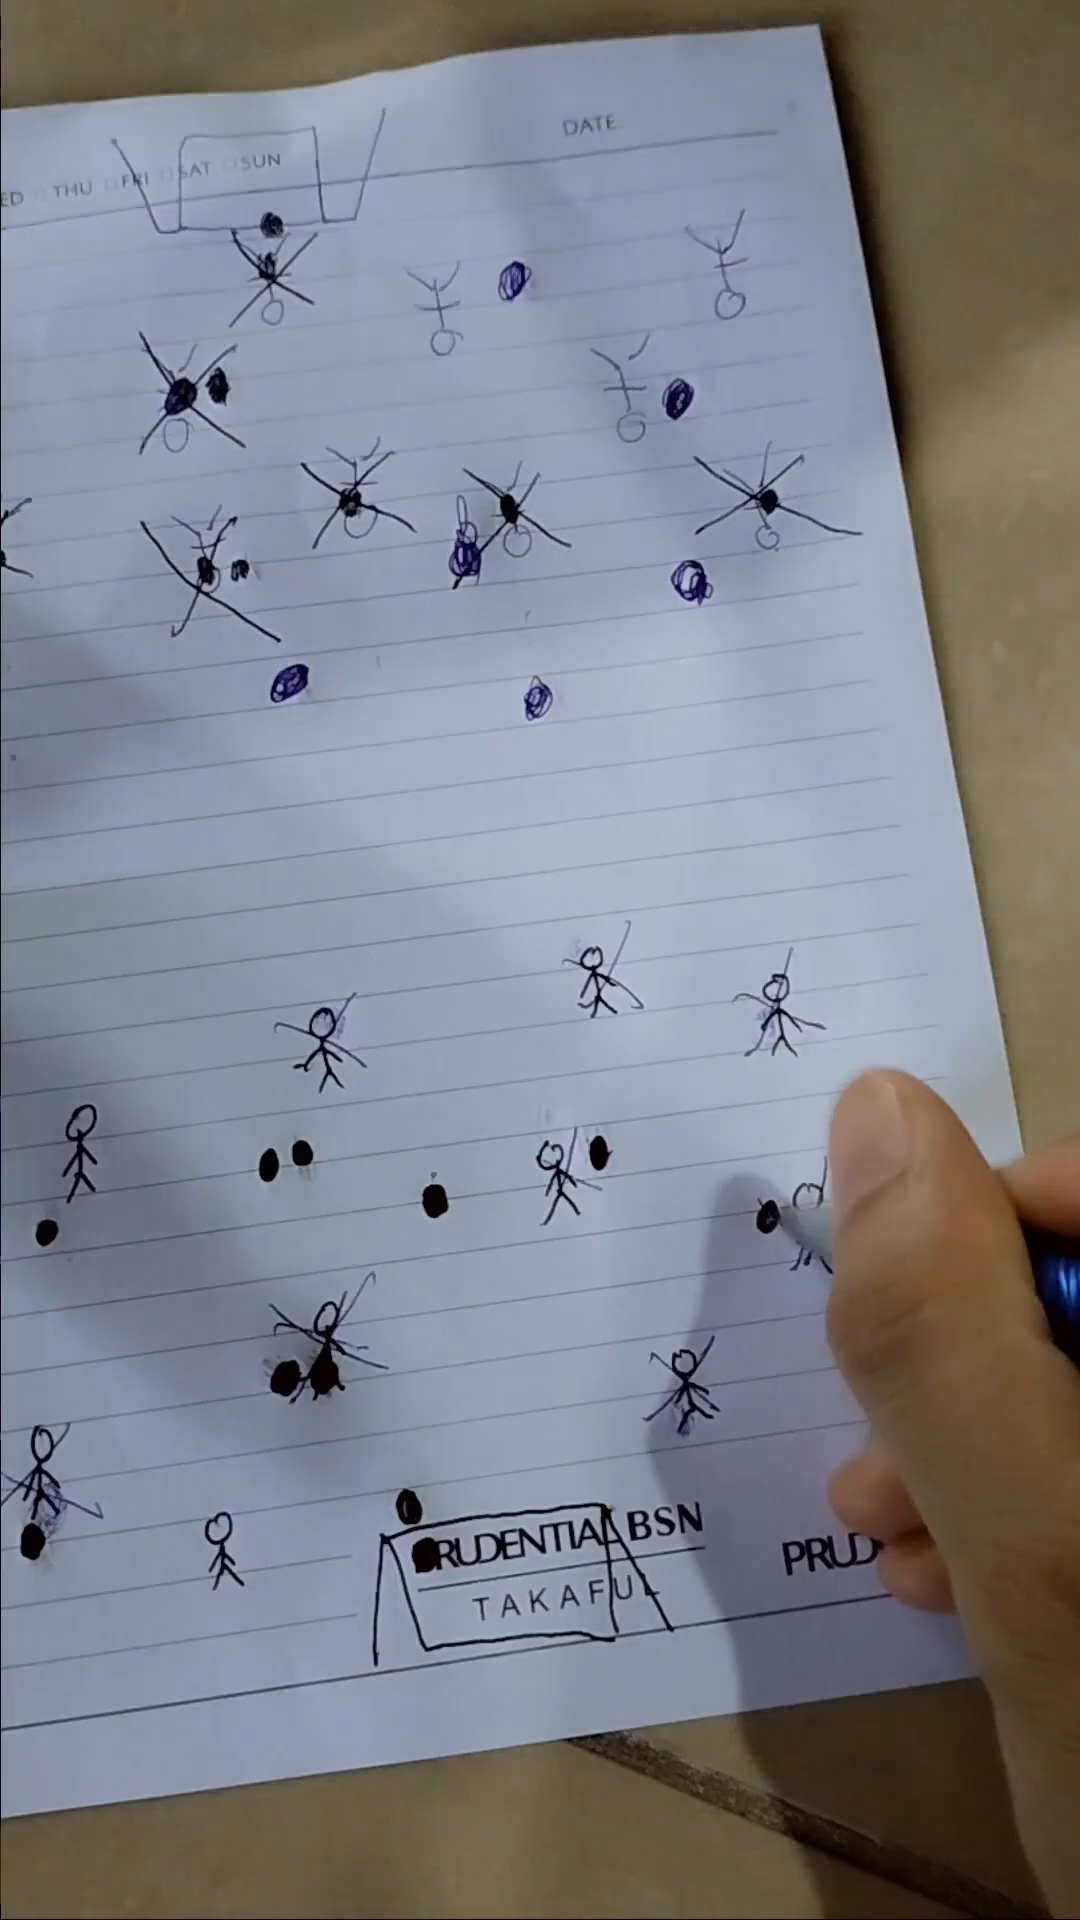 ED THU FRI SAT SUN
DATE
PRUDENTIAL BSN
TAKAFUL
PRUD